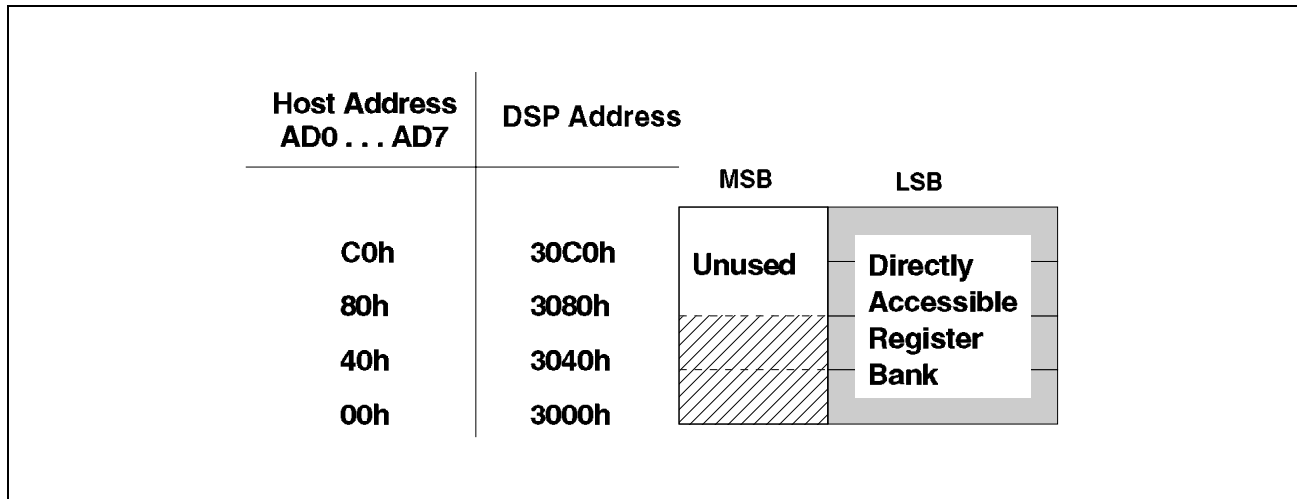 Host Address
AD0 . . . AD7
DSP Address
MSB
LSB
C0h
30C0h
Unused
Directly
80h
3080h
Accessible
Register
40h
3040h
Bank
00h
3000h